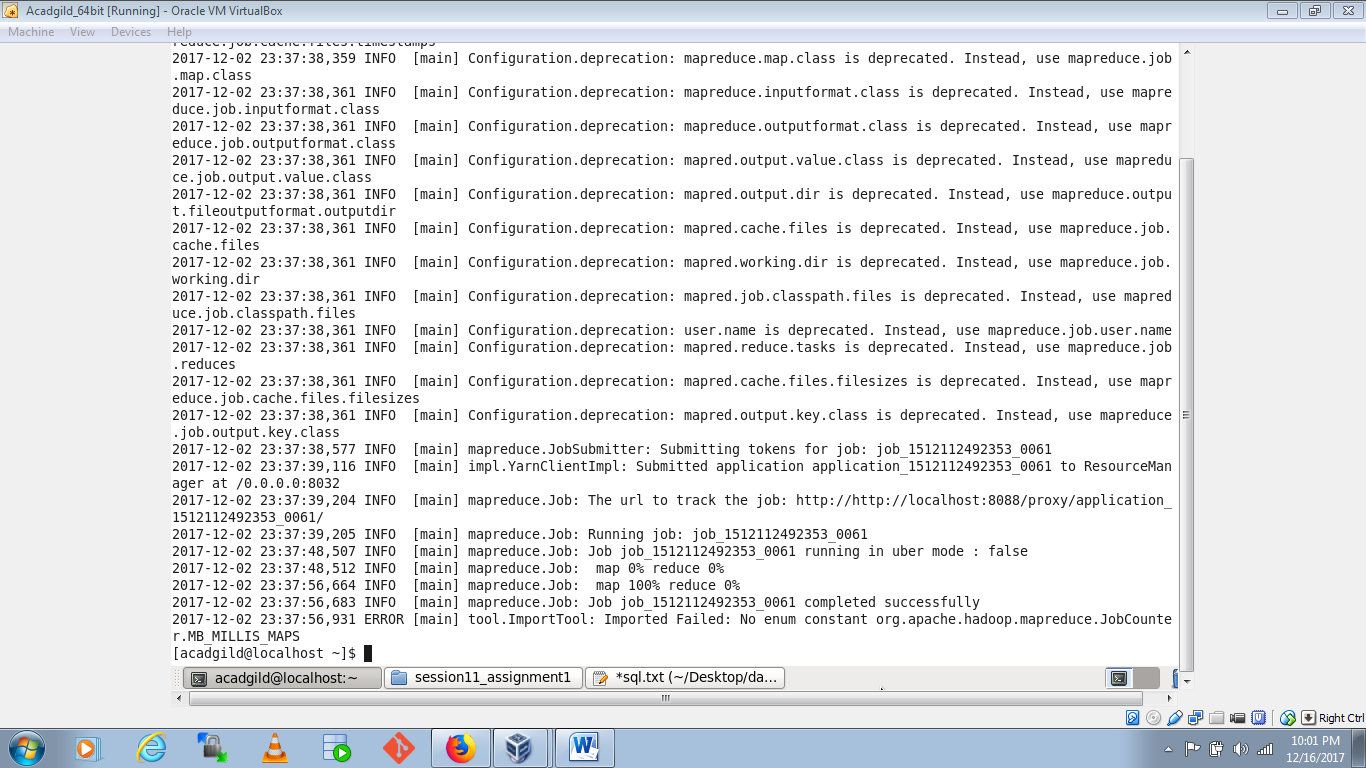 Acadgild_64bit [Running] - Oracle VM VirtualBox
Machine View Devices Help
reduce.job.cache.files.timestamps
2017-12-02 23:37:38,359 INFO  [main] Configuration.deprecation: mapreduce.map.class is deprecated. Instead, use mapreduce.job
.map.class
2017-12-02 23:37:38,361 INFO  [main] Configuration.deprecation: mapreduce.inputformat.class is deprecated. Instead, use mapre
duce.job.inputformat.class
2017-12-02 23:37:38,361 INFO  [main] Configuration.deprecation: mapreduce.outputformat.class is deprecated. Instead, use mapr
educe.job.outputformat.class
2017-12-02 23:37:38,361 INFO  [main] Configuration.deprecation: mapred.output.value.class is deprecated. Instead, use mapredu
ce.job.output.value.class
2017-12-02 23:37:38,361 INFO  [main] Configuration.deprecation: mapred.output.dir is deprecated. Instead, use mapreduce.outpu
t.fileoutputformat.outputdir
2017-12-02 23:37:38,361 INFO  [main] Configuration.deprecation: mapred.cache.files is deprecated. Instead, use mapreduce.job.
cache.files
2017-12-02 23:37:38,361 INFO  [main] Configuration.deprecation: mapred.working.dir is deprecated. Instead, use mapreduce.job.
working.dir
2017-12-02 23:37:38,361 INFO  [main] Configuration.deprecation: mapred.job.classpath.files is deprecated. Instead, use mapred
uce.job.classpath.files
2017-12-02 23:37:38,361 INFO  [main] Configuration.deprecation: user.name is deprecated. Instead, use mapreduce.job.user.name
2017-12-02 23:37:38,361 INFO  [main] Configuration.deprecation: mapred.reduce.tasks is deprecated. Instead, use mapreduce.job
.reduces
2017-12-02 23:37:38,361 INFO  [main] Configuration.deprecation: mapred.cache.files.filesizes is deprecated. Instead, use mapr
educe.job.cache.files.filesizes
2017-12-02 23:37:38,361 INFO  [main] Configuration.deprecation: mapred.output.key.class is deprecated. Instead, use mapreduce
.job.output.key.class
2017-12-02 23:37:38,577 INFO  [main] mapreduce.JobSubmitter: Submitting tokens for job: job_1512112492353_0061
2017-12-02 23:37:39,116 INFO  [main] impl.YarnClientImpl: Submitted application application_1512112492353_0061 to ResourceMan
ager at /0.0.0.0:8032
2017-12-02 23:37:39,204 INFO  [main] mapreduce.Job: The url to track the job: http://http://localhost:8088/proxy/application_
1512112492353_0061/
2017-12-02 23:37:39,205 INFO  [main] mapreduce.Job: Running job: job_1512112492353_0061
2017-12-02 23:37:48,507 INFO  [main] mapreduce.Job: Job job_1512112492353_0061 running in uber mode : false
2017-12-02 23:37:48,512 INFO  [main] mapreduce.Job:  map 0% reduce 0%
2017-12-02 23:37:56,664 INFO  [main] mapreduce.Job:  map 100% reduce 0%
2017-12-02 23:37:56,683 INFO  [main] mapreduce.Job: Job job_1512112492353_0061 completed successfully
2017-12-02 23:37:56,931 ERROR [main] tool.ImportTool: Imported Failed: No enum constant org.apache.hadoop.mapreduce.JobCounte
r.MB_MILLIS_MAPS
[acadgild@localhost ~]$
acadgild@localhost:~ session11_assignment1 *sql.txt (~/Desktop/da...
Right Ctrl
10:01 PM
12/16/2017